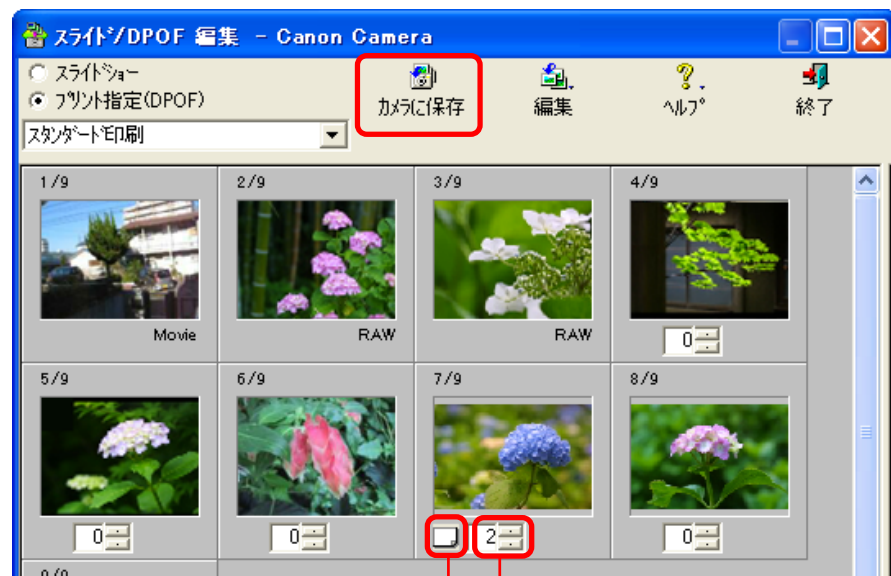 スライド/DPOF 編集 - Canon Camera
スライドショー
プリント指定(DPOF)
カメラに保存
編集
ヘルプ
終了
スタンダード印刷
1/9
2/9
3/9
4/9
Movie
RAW
RAW
0
5/9
6/9
7/9
8/9
0
0
2
0
9/9